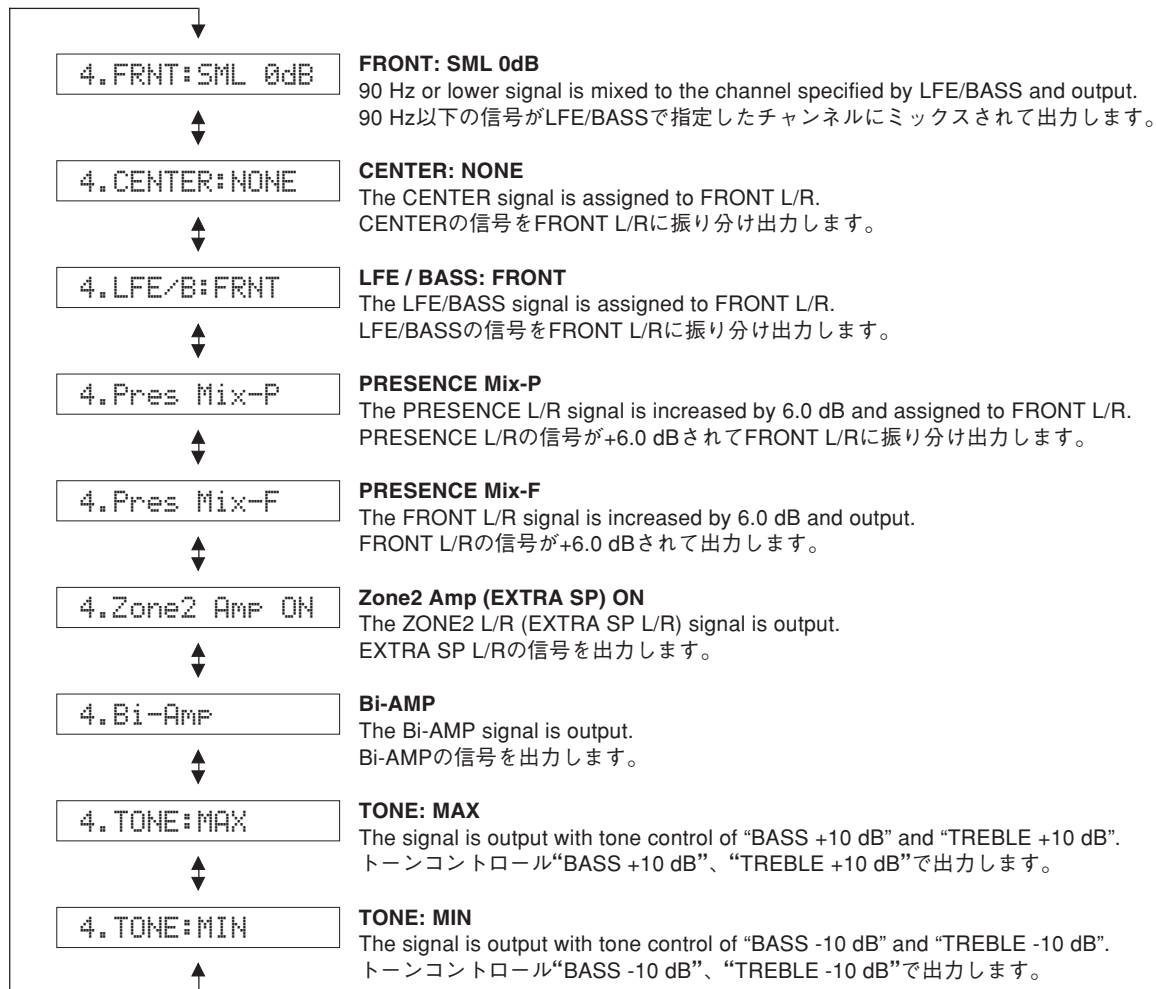 4.FRNT:SML 0dB
FRONT: SML 0dB
90 Hz or lower signal is mixed to the channel specified by LFE/BASS and output.
90 Hz以下の信号がLFE/BASSで指定したチャンネルにミックスされて出力します。
4.CENTER:NONE
CENTER: NONE
The CENTER signal is assigned to FRONT L/R.
CENTERの信号をFRONT L/Rに振り分け出力します。
4.LFE/B:FRNT
LFE / BASS: FRONT
The LFE/BASS signal is assigned to FRONT L/R.
LFE/BASSの信号をFRONT L/Rに振り分け出力します。
4.Pres Mix-P
PRESENCE Mix-P
The PRESENCE L/R signal is increased by 6.0 dB and assigned to FRONT L/R.
PRESENCE L/Rの信号が+6.0 dBされてFRONT L/Rに振り分け出力します。
4.Pres Mix-F
PRESENCE Mix-F
The FRONT L/R signal is increased by 6.0 dB and output.
FRONT L/Rの信号が+6.0 dBされて出力します。
4.Zone2 Amp ON
Zone2 Amp (EXTRA SP) ON
The ZONE2 L/R (EXTRA SP L/R) signal is output.
EXTRA SP L/Rの信号を出力します。
4.Bi-Amp
Bi-AMP
The Bi-AMP signal is output.
Bi-AMPの信号を出力します。
4.TONE:MAX
TONE: MAX
The signal is output with tone control of “BASS +10 dB” and “TREBLE +10 dB”.
トーンコントロール“BASS +10 dB”、“TREBLE +10 dB”で出力します。
4.TONE:MIN
TONE: MIN
The signal is output with tone control of “BASS -10 dB” and “TREBLE -10 dB”.
トーンコントロール“BASS -10 dB”、“TREBLE -10 dB”で出力します。